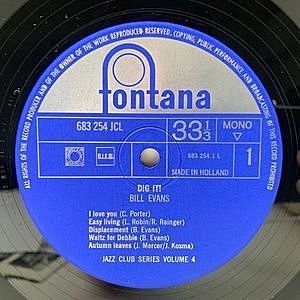 ALL RIGHTS OF THE RECORD PRODUCER AND OF THE OWNER OF THE WORK REPRODUCED RESERVED. COPYING, PUBLIC PERFORMANCE AND BROADCASTING OF THIS RECORD PROHIBITED
fontana
683 254 JCL
33 1/3
MONO
B.I.E.M.
683 254 1 L
1
MADE IN HOLLAND
DIG IT!
BILL EVANS
I love you (C. Porter)
Easy living (L. Robin/R. Rainger)
Displacement (B. Evans)
Waltz for Debbie (B. Evans)
Autumn leaves (J. Mercer/J. Kosma)
JAZZ CLUB SERIES VOLUME 4